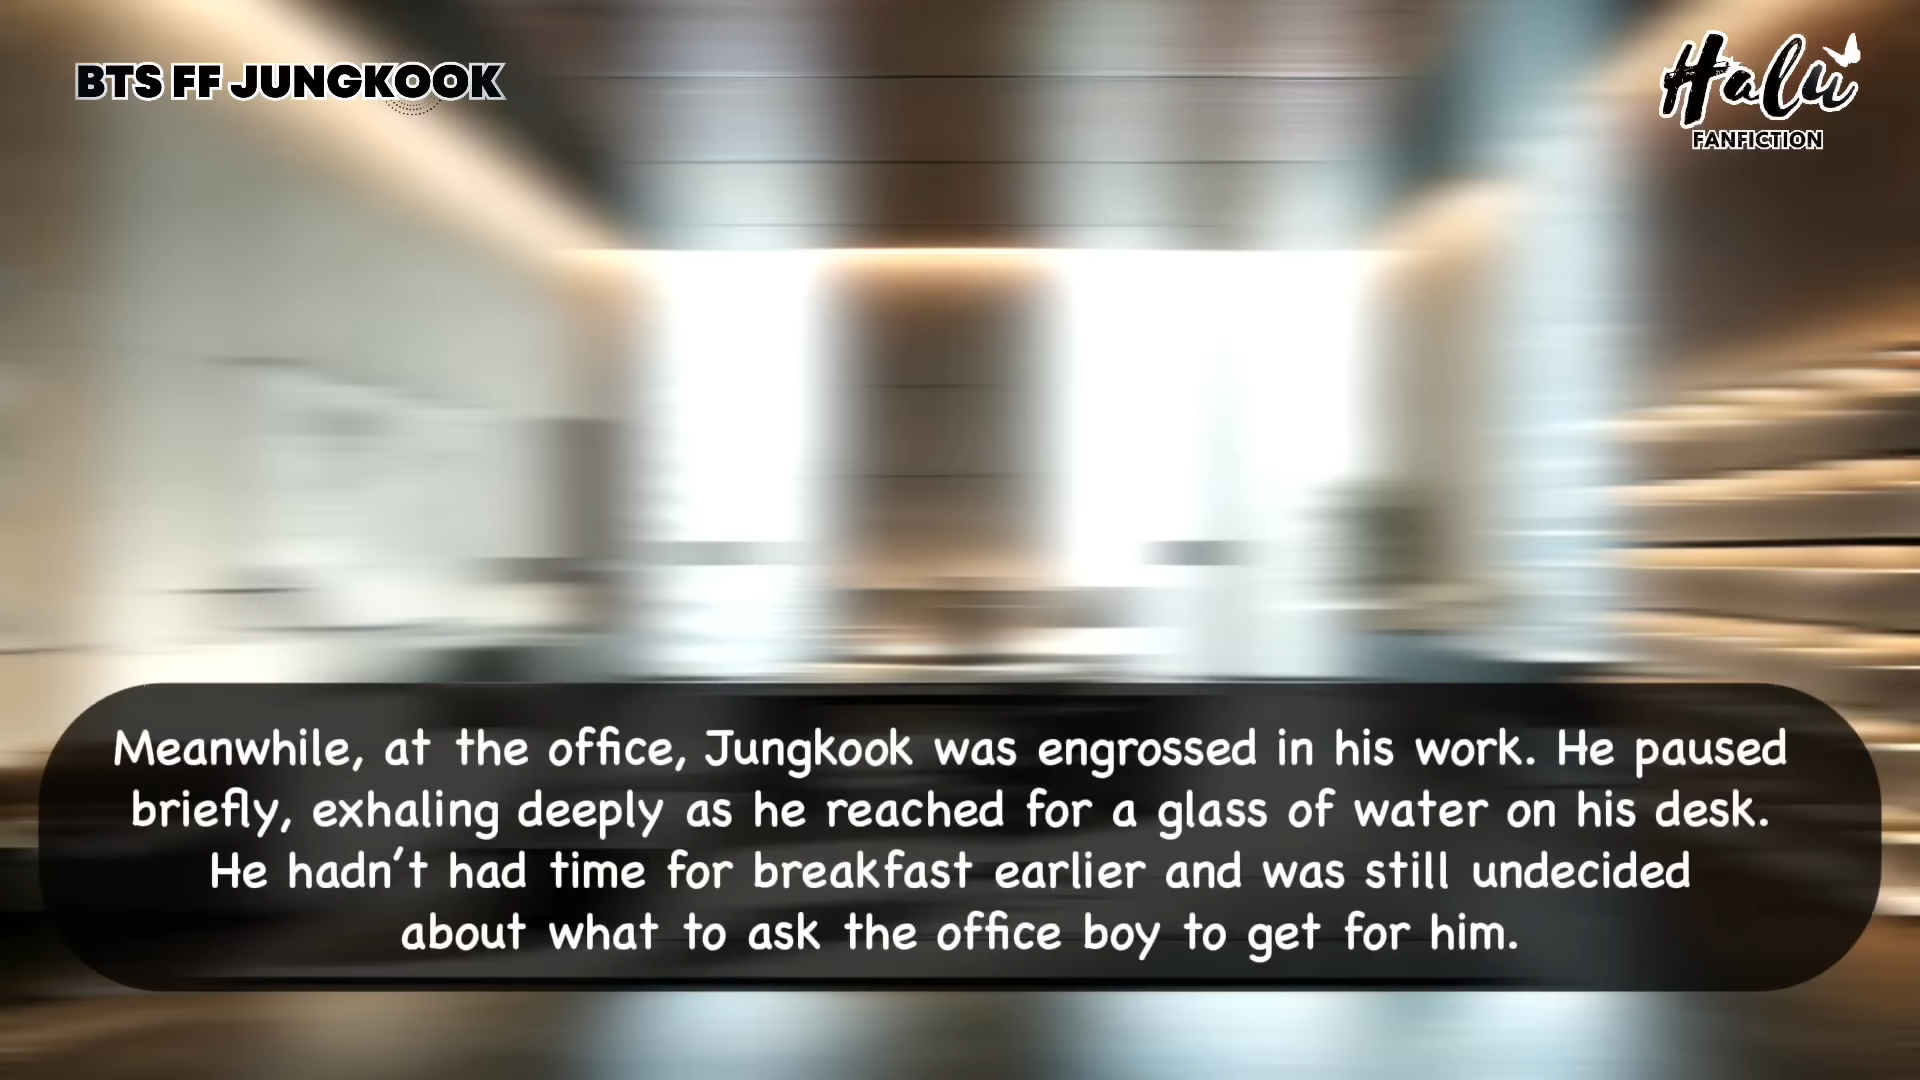 BTS FF JUNGKOOK
Halu
FANFICTION
Meanwhile, at the office, Jungkook was engrossed in his work. He paused
briefly, exhaling deeply as he reached for a glass of water on his desk.
He hadn't had time for breakfast earlier and was still undecided
about what to ask the office boy to get for him.